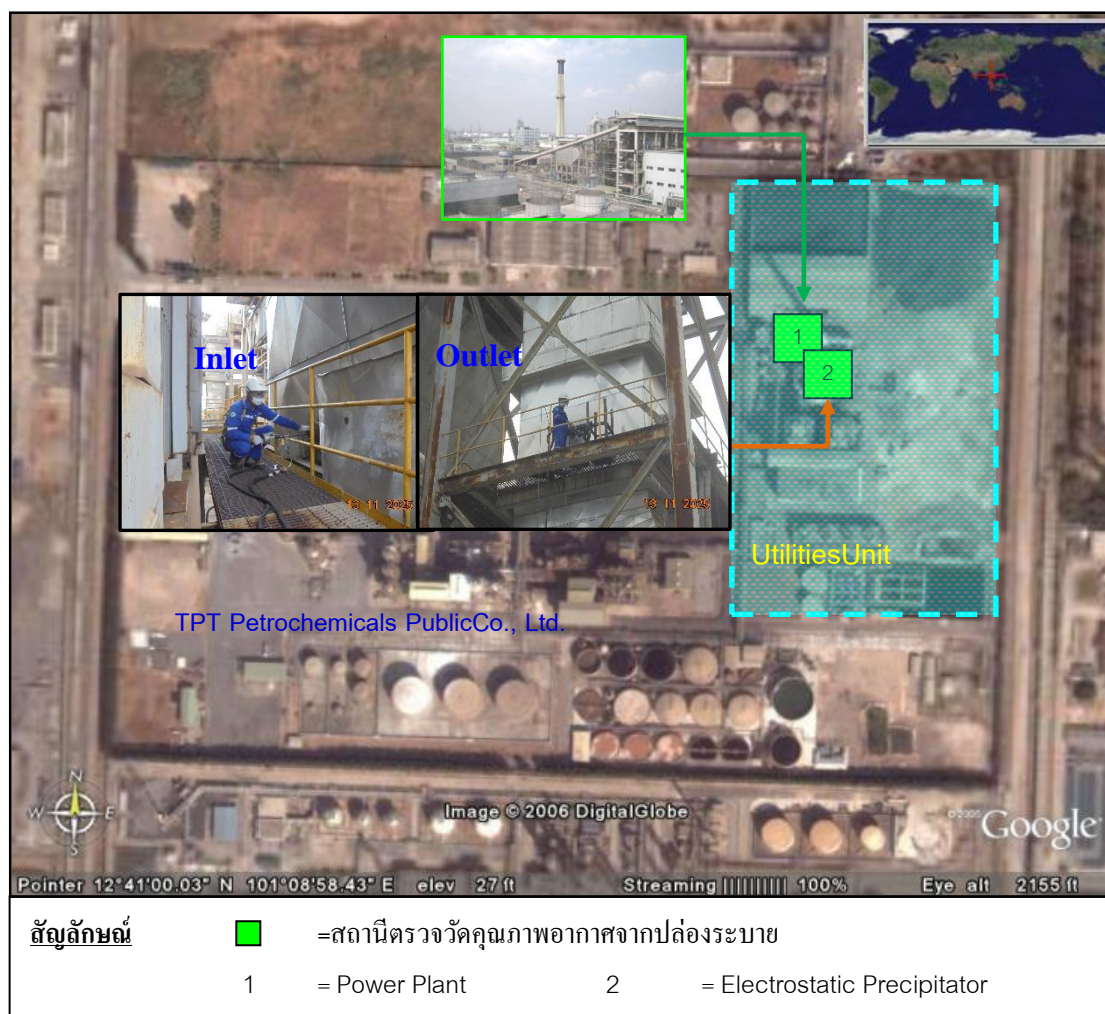 1
Inlet
Outlet
2
13 11 2025
13 11 2025
UtilitiesUnit
TPT Petrochemicals PublicCo., Ltd.
N
W E
S
Image © 2006 DigitalGlobe
©2005 Google
Pointer 12°41'00.03" N 101°08'58.43" E elev 27 ft Streaming |||||||||| 100% Eye alt 2155 ft
สัญลักษณ์ =สถานีตรวจวัดคุณภาพอากาศจากปล่องระบาย
1 = Power Plant 2 = Electrostatic Precipitator